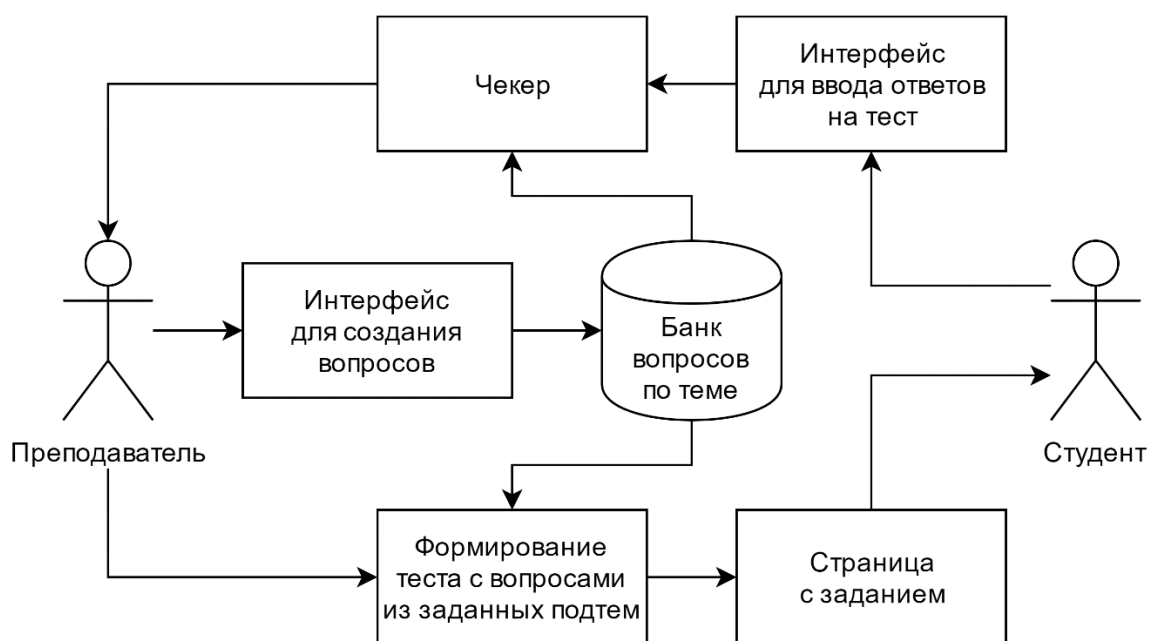 Чекер
Интерфейс
для ввода ответов
на тест
Интерфейс
для создания
вопросов
Банк
вопросов
по теме
Преподаватель
Студент
Формирование
теста с вопросами
из заданных подтем
Страница
с заданием